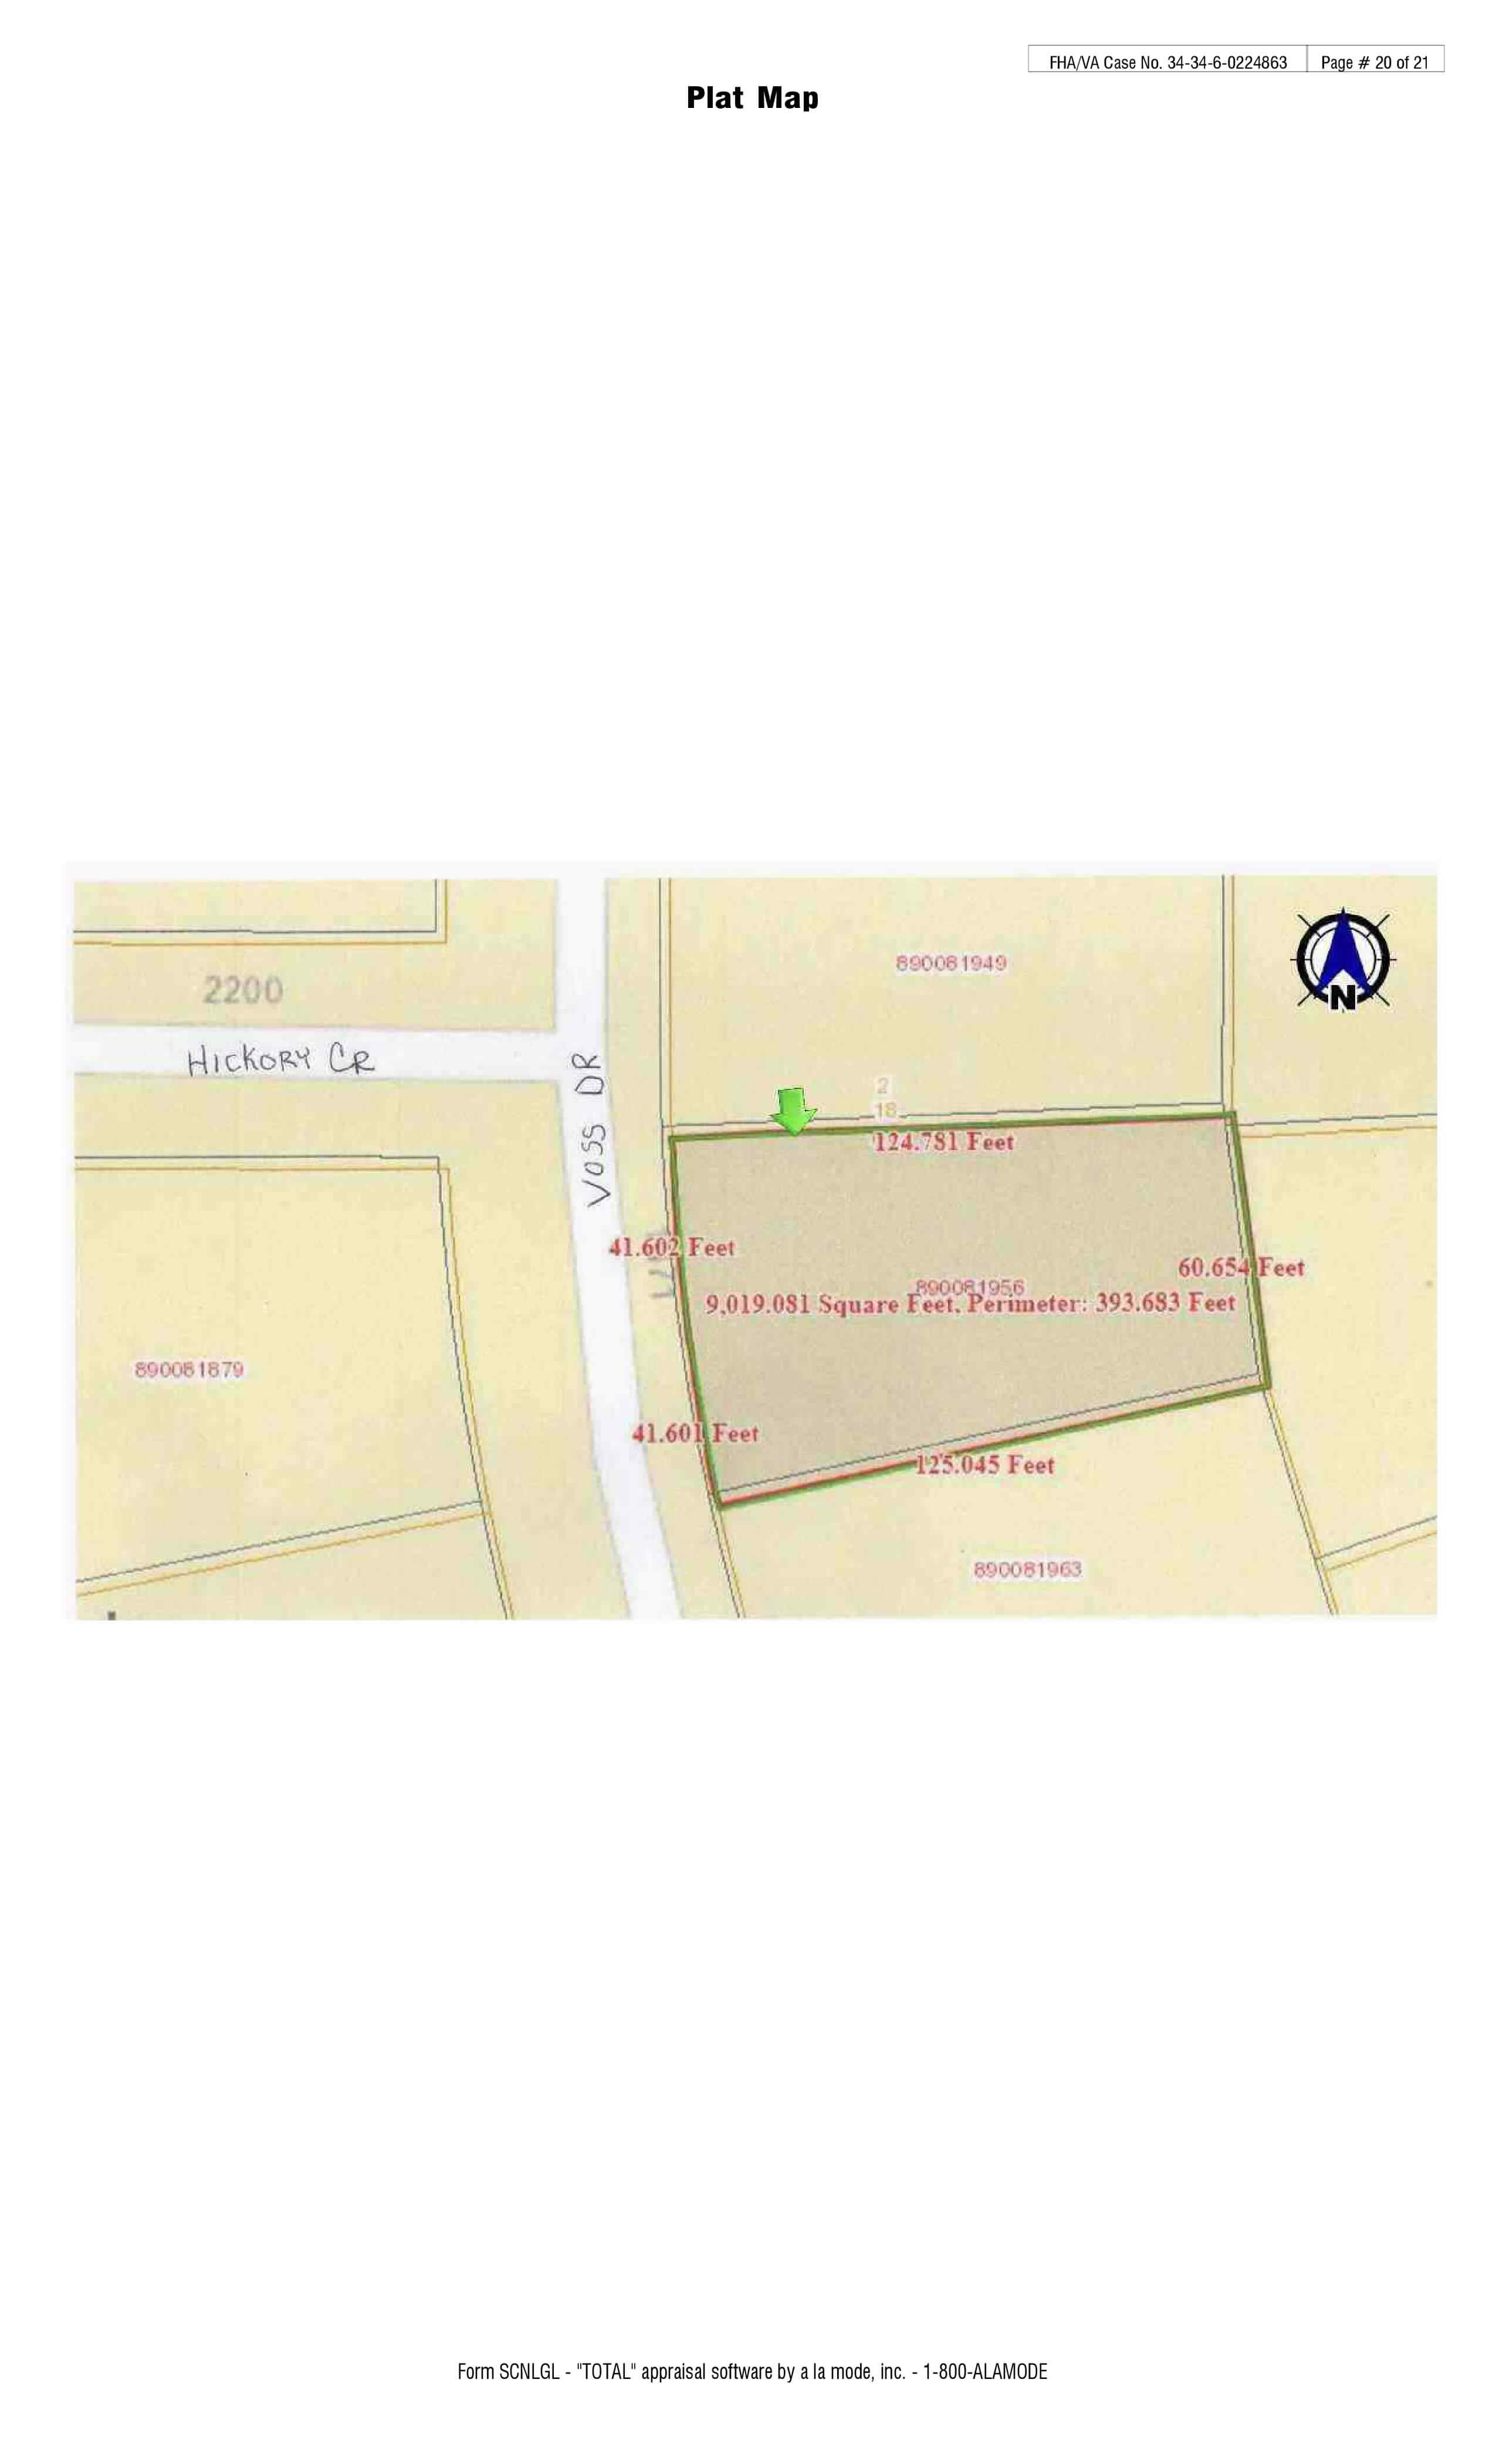 FHA/VA Case No. 34-34-6-0224863 Page # 20 of 21
Plat Map
890081949
N
2200
HICKORY CR
VOSS DR
2
18
124.781 Feet
41.602 Feet
60.654 Feet
890081956
9,019.081 Square Feet, Perimeter: 393.683 Feet
890081879
41.601 Feet
125.045 Feet
890081963
Form SCNLGL - "TOTAL" appraisal software by a la mode, inc. - 1-800-ALAMODE